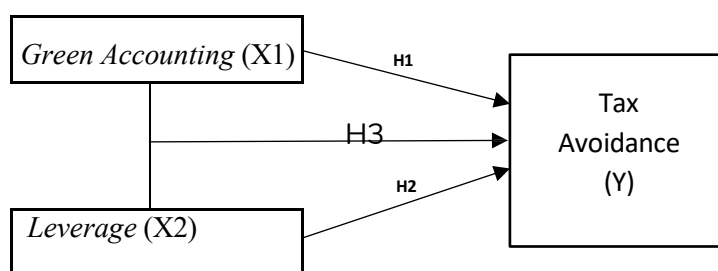 Green Accounting (X1)
H1
Tax
Avoidance
(Y)
H3
H2
Leverage (X2)